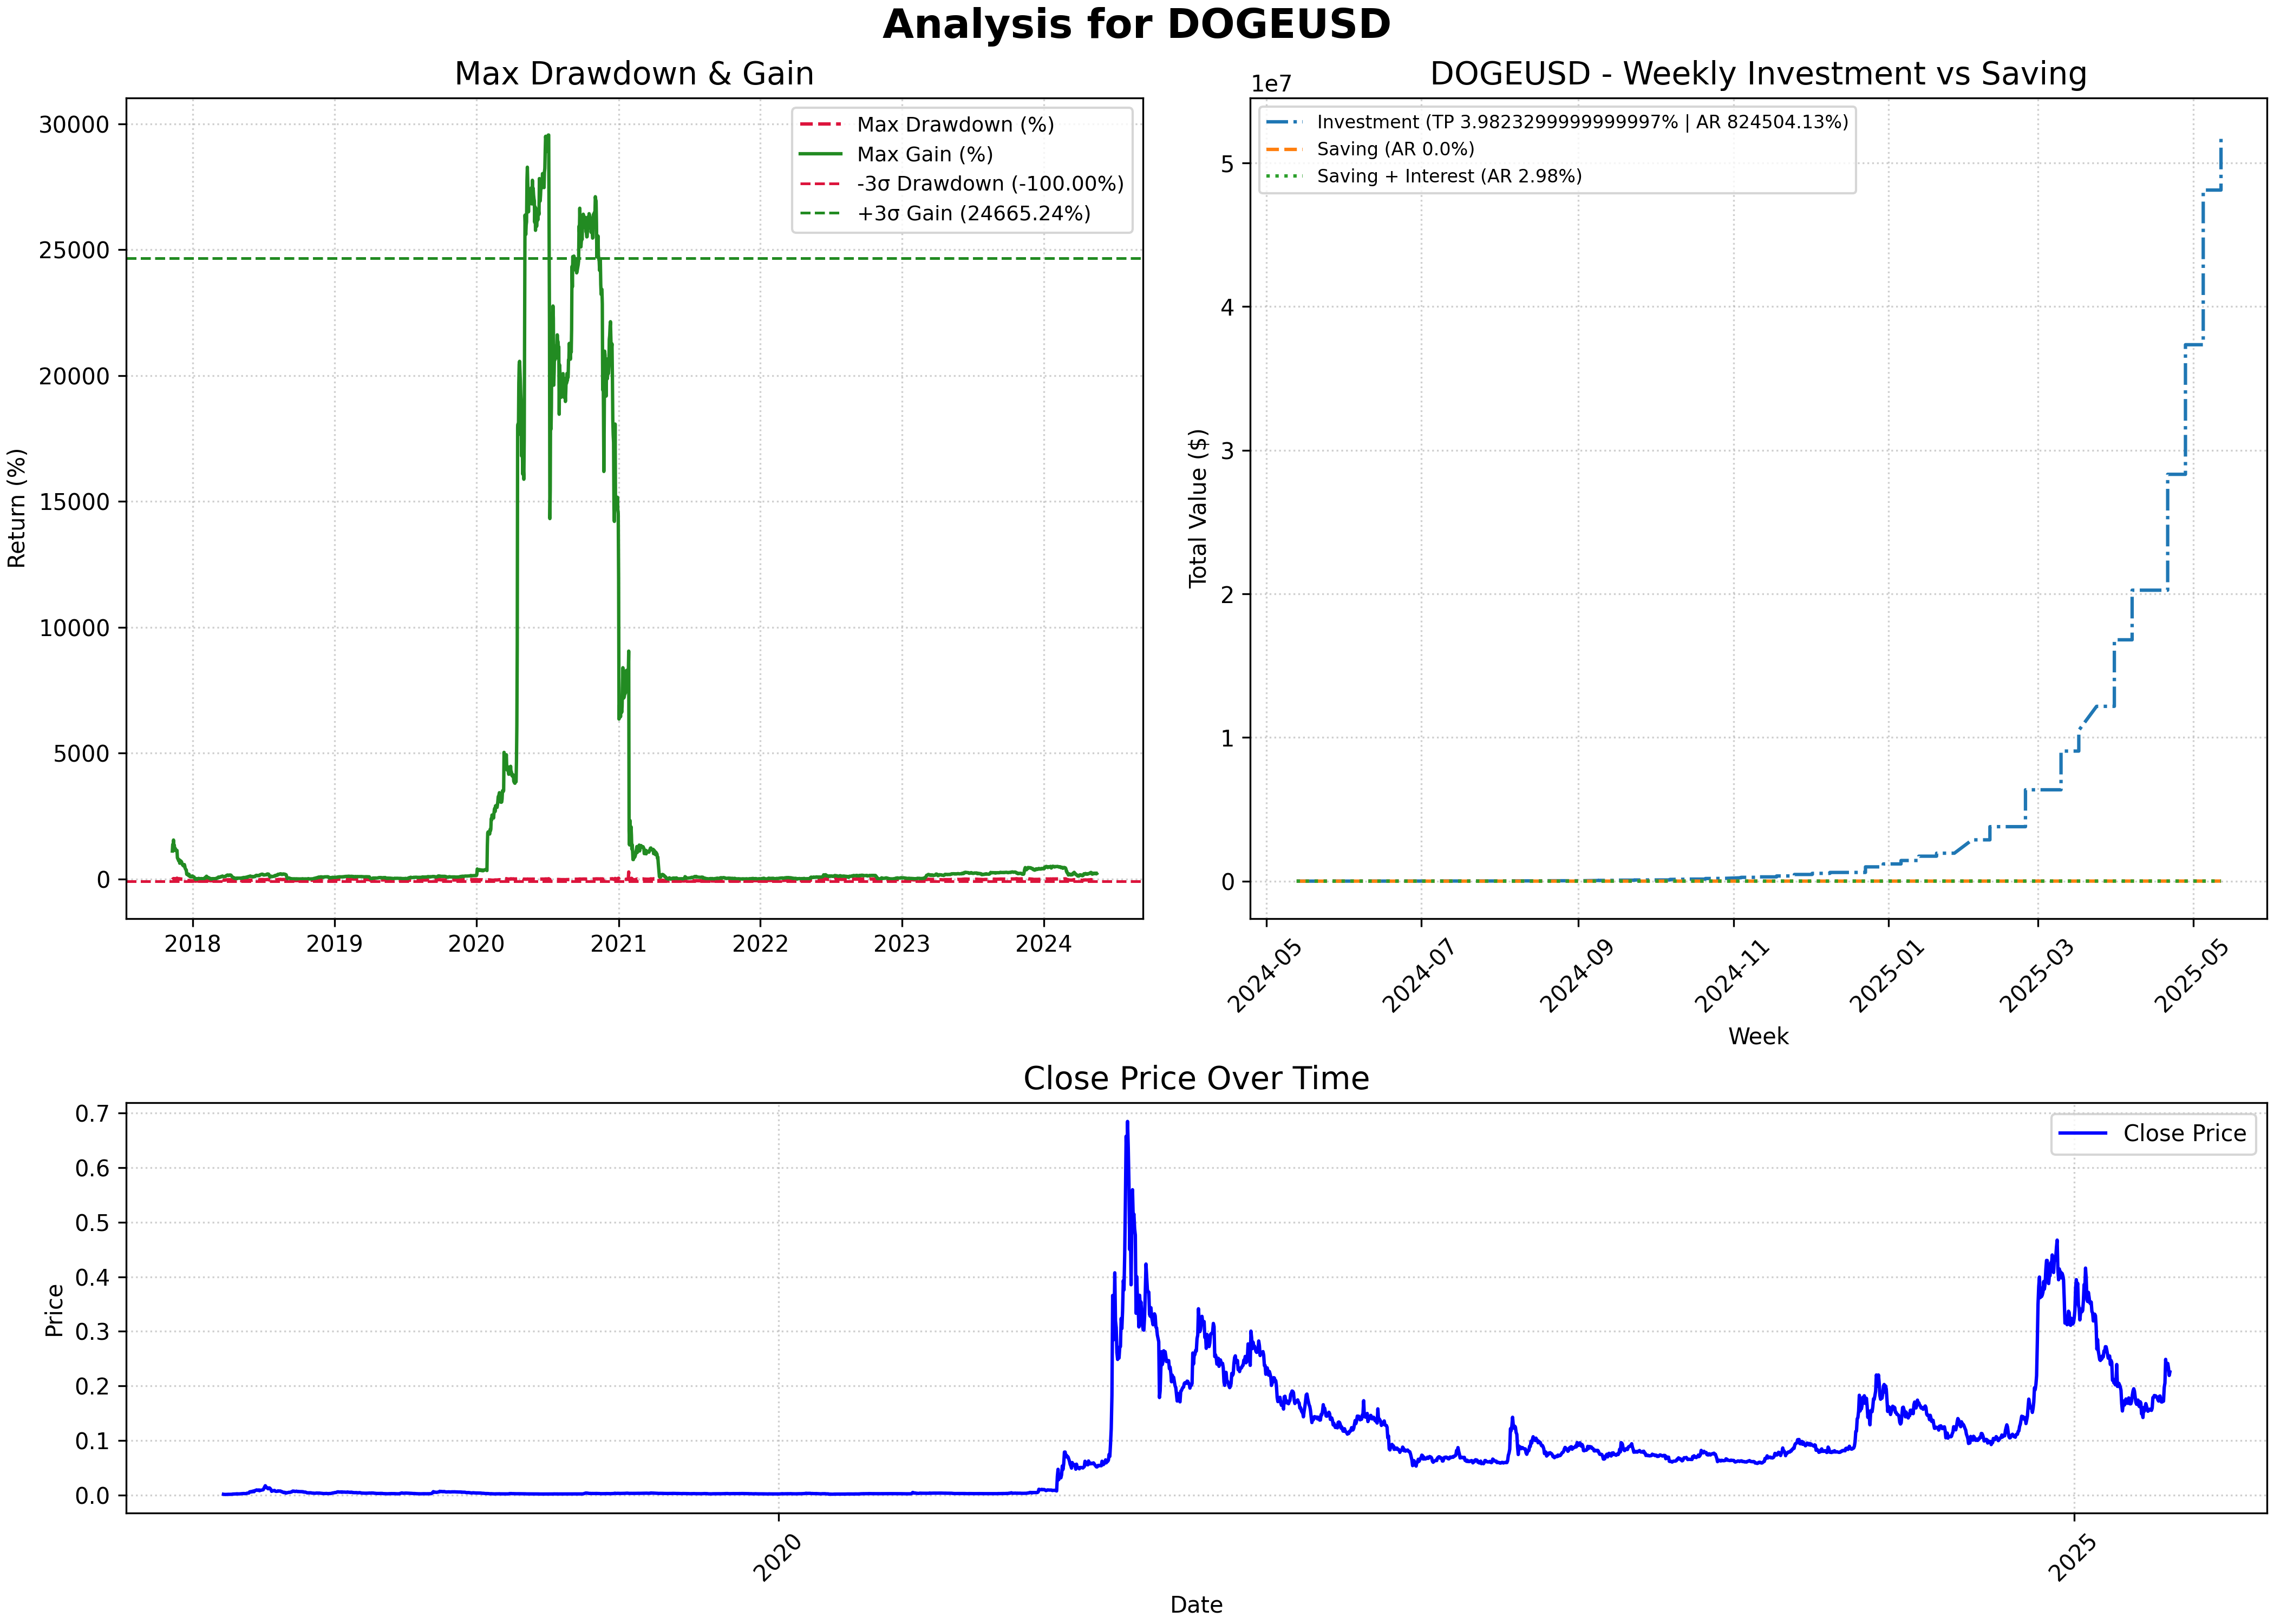 Analysis for DOGEUSD
Max Drawdown & Gain
Return (%)
30000
25000
20000
15000
10000
5000
0
2018 2019 2020 2021 2022 2023 2024
Max Drawdown (%)
Max Gain (%)
-3σ Drawdown (-100.00%)
+3σ Gain (24665.24%)
DOGEUSD - Weekly Investment vs Saving
1e7
Total Value ($)
5
4
3
2
1
0
Investment (TP 3.9823299999999997% | AR 824504.13%)
Saving (AR 0.0%)
Saving + Interest (AR 2.98%)
2024-05 2024-07 2024-09 2024-11 2025-01 2025-03 2025-05
Week
Close Price Over Time
Price
0.7
0.6
0.5
0.4
0.3
0.2
0.1
0.0
Close Price
2020 2025
Date